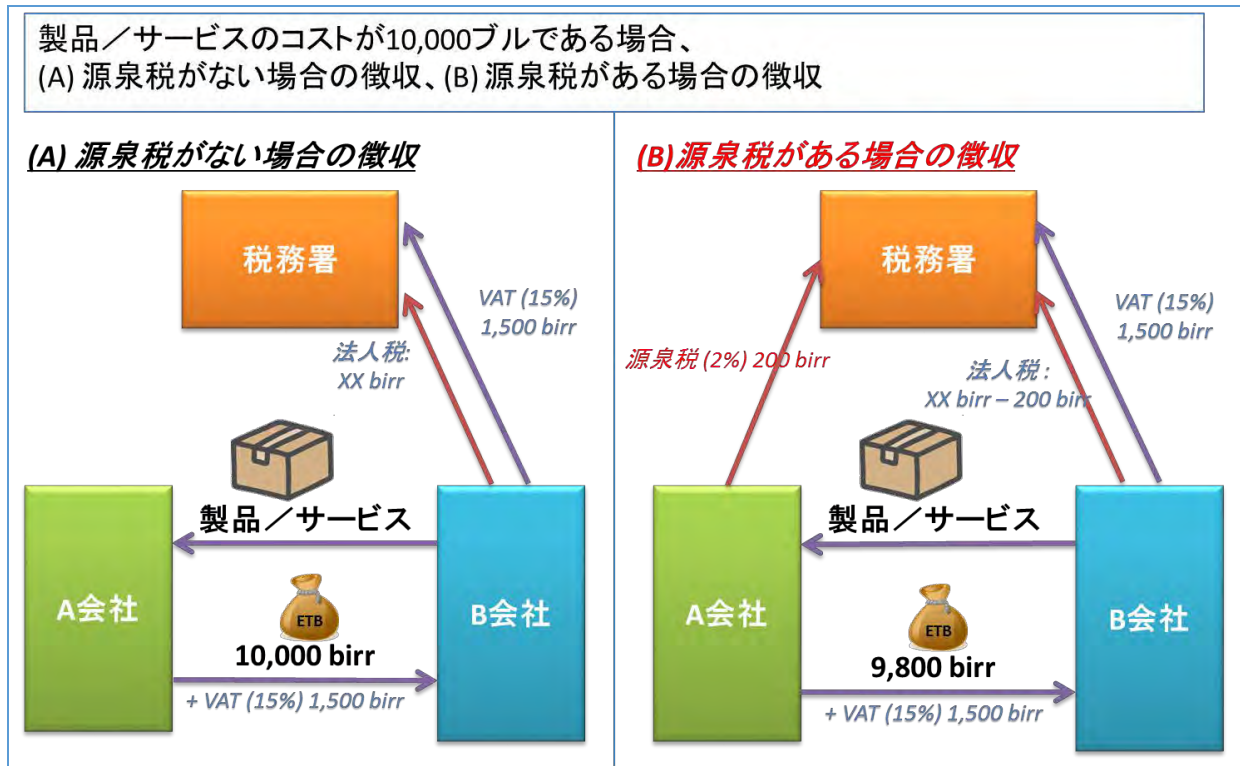 製品／サービスのコストが10,000ブルである場合、
(A) 源泉税がない場合の徴収、(B) 源泉税がある場合の徴収
(A) 源泉税がない場合の徴収
税務署
VAT (15%)
1,500 birr
法人税:
XX birr
製品／サービス
A会社
ETB
B会社
10,000 birr
+ VAT (15%) 1,500 birr
(B)源泉税がある場合の徴収
税務署
VAT (15%)
1,500 birr
源泉税 (2%) 200 birr
法人税 :
XX birr – 200 birr
製品／サービス
A会社
ETB
B会社
9,800 birr
+ VAT (15%) 1,500 birr